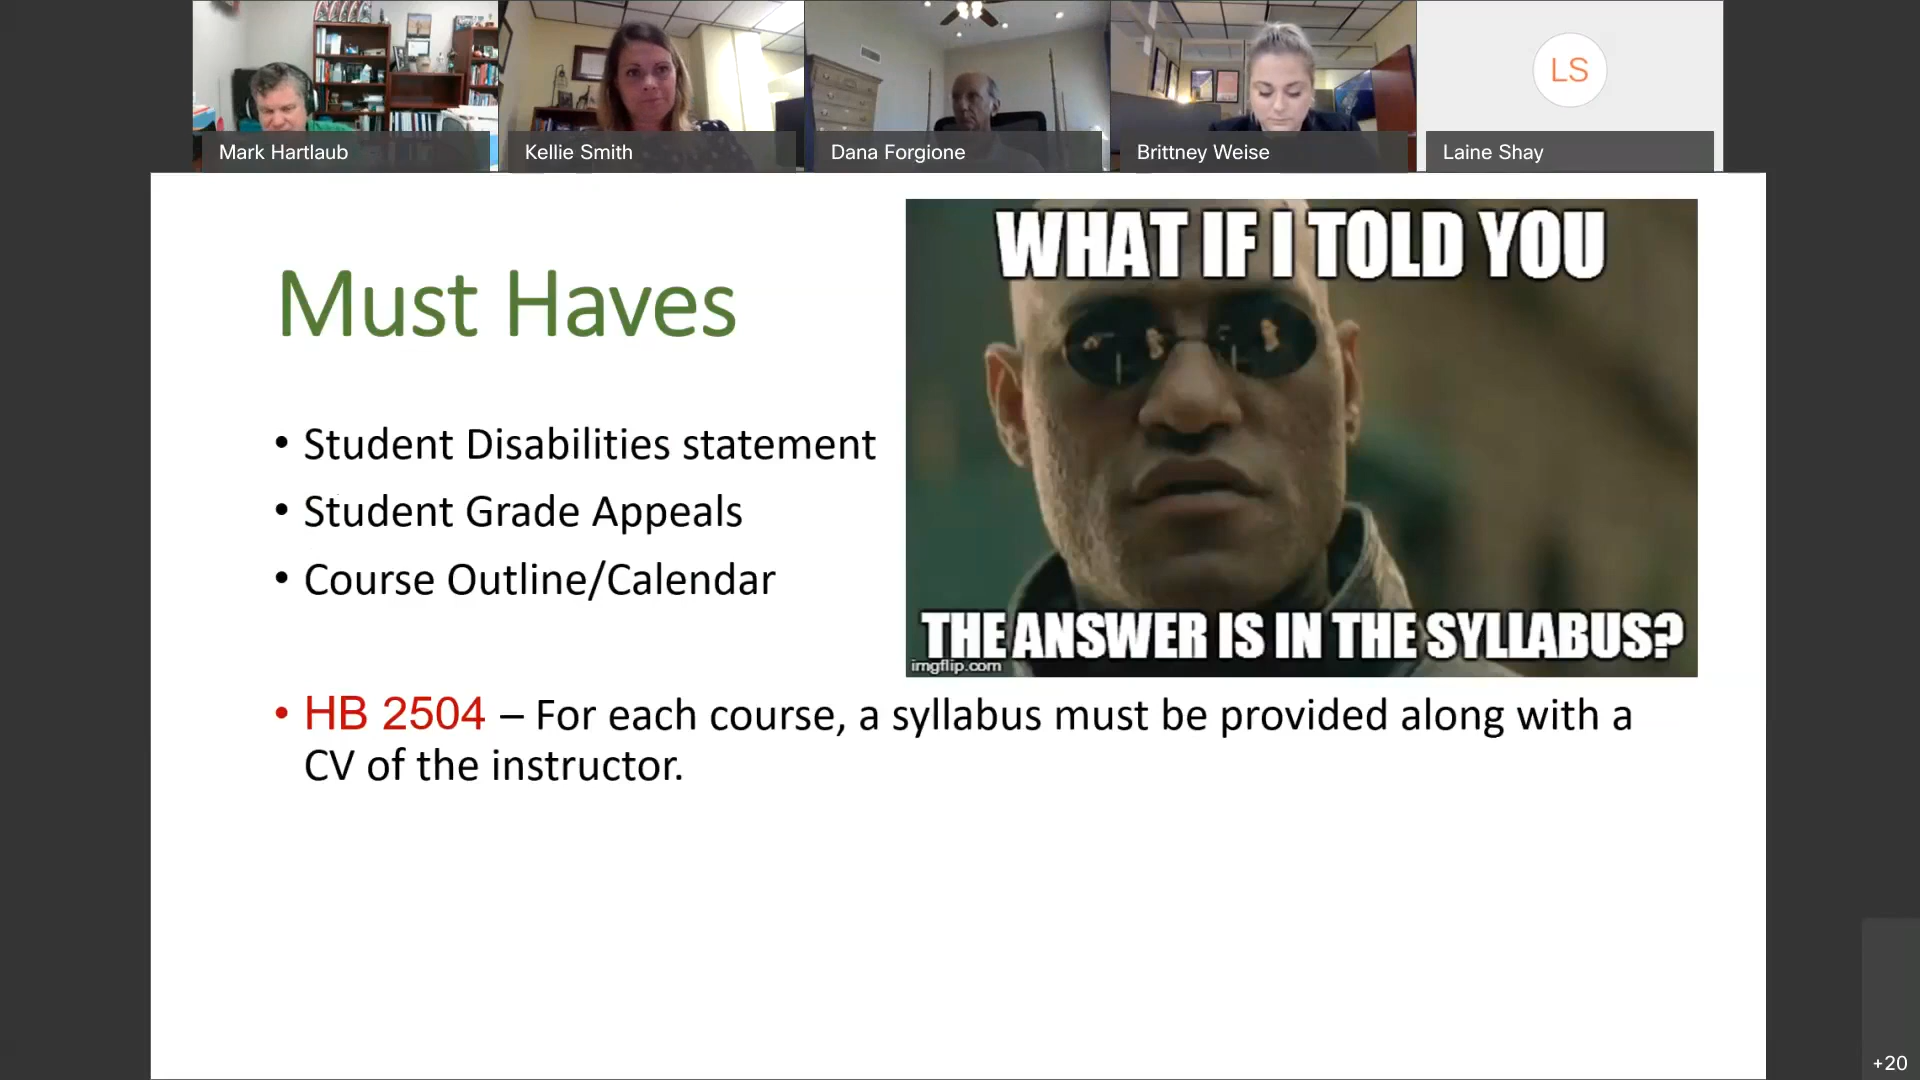 Mark Hartlaub
Kellie Smith
Dana Forgione
Brittney Weise
LS
Laine Shay
Must Haves
WHAT IF I TOLD YOU
THE ANSWER IS IN THE SYLLABUS?
imgflip.com
• Student Disabilities statement
• Student Grade Appeals
• Course Outline/Calendar
• HB 2504 – For each course, a syllabus must be provided along with a
CV of the instructor.
+20